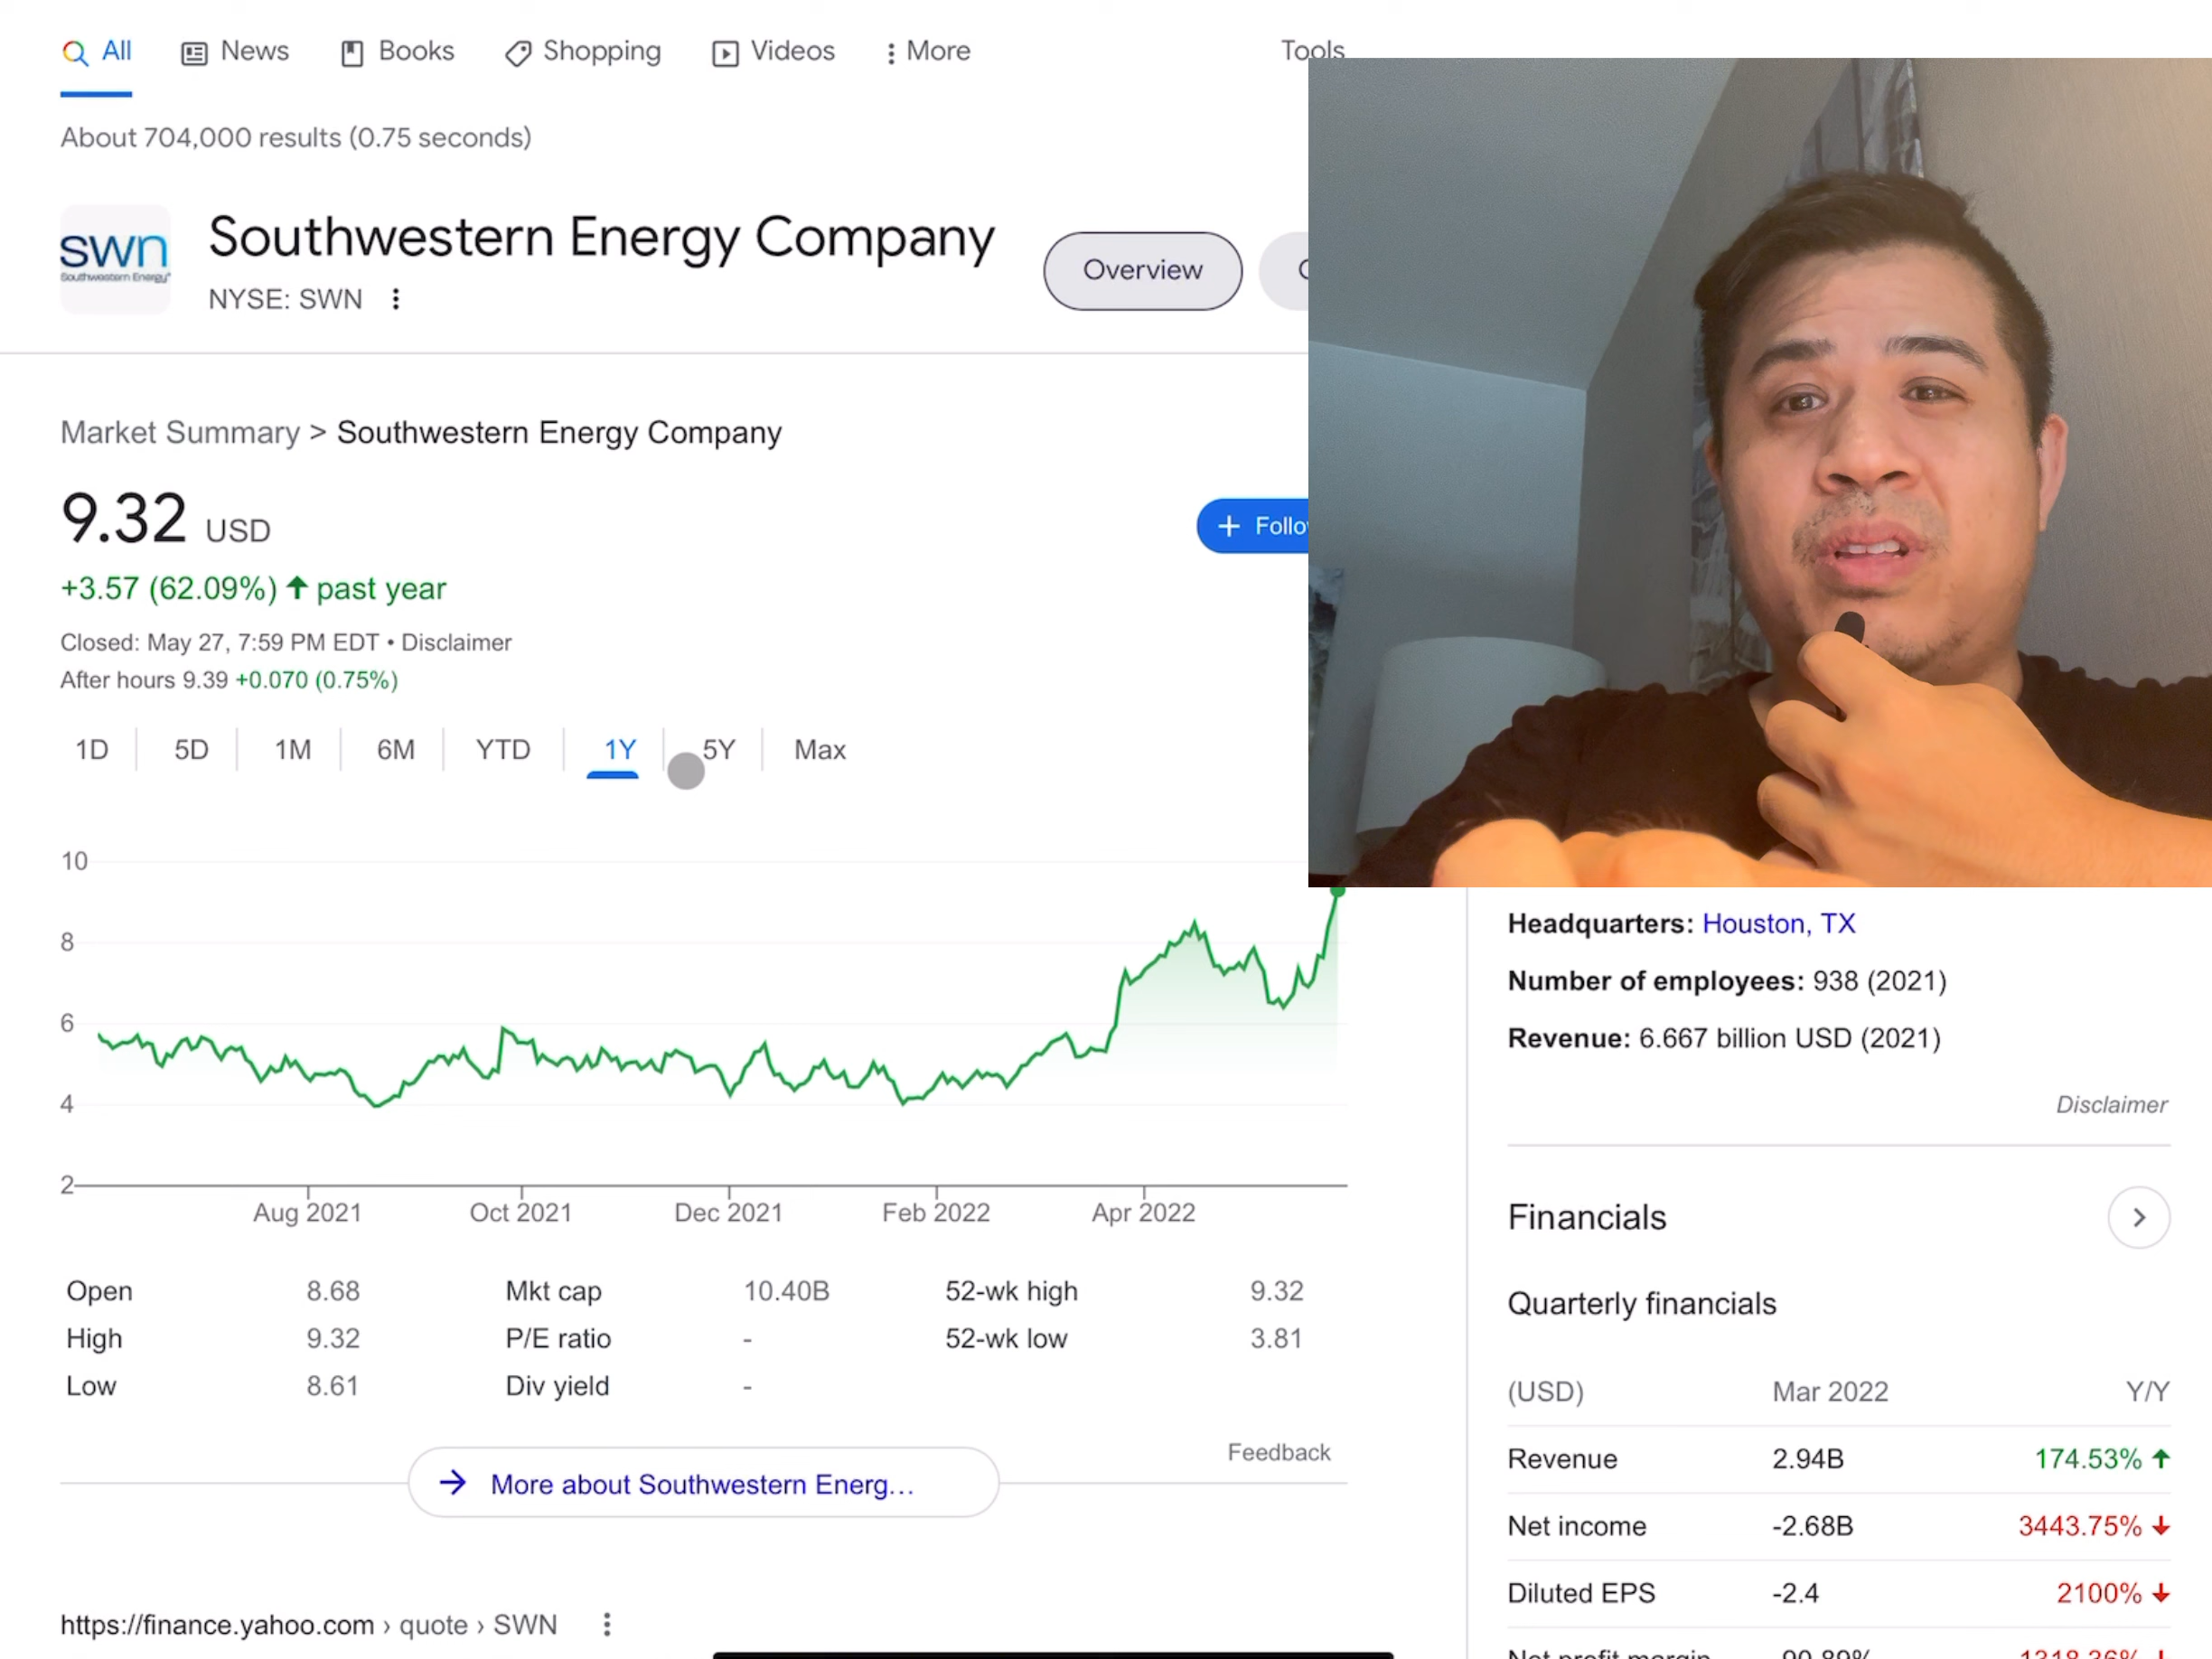 All
News
Books
Shopping
Videos
More
Tools
About 704,000 results (0.75 seconds)
swn
Southwestern Energy
Southwestern Energy Company
NYSE: SWN
Overview
Market Summary > Southwestern Energy Company
9.32 USD
+ Follo
+3.57 (62.09%) ↑ past year
Closed: May 27, 7:59 PM EDT • Disclaimer
After hours 9.39 +0.070 (0.75%)
1D 5D 1M 6M YTD 1Y 5Y Max
10
8
6
4
2
Aug 2021 Oct 2021 Dec 2021 Feb 2022 Apr 2022
Open 8.68 Mkt cap 10.40B 52-wk high 9.32
High 9.32 P/E ratio - 52-wk low 3.81
Low 8.61 Div yield -
Feedback
→ More about Southwestern Energ...
https://finance.yahoo.com › quote › SWN
Headquarters: Houston, TX
Number of employees: 938 (2021)
Revenue: 6.667 billion USD (2021)
Disclaimer
Financials
Quarterly financials
(USD) Mar 2022 Y/Y
Revenue 2.94B 174.53% ↑
Net income -2.68B 3443.75% ↓
Diluted EPS -2.4 2100% ↓